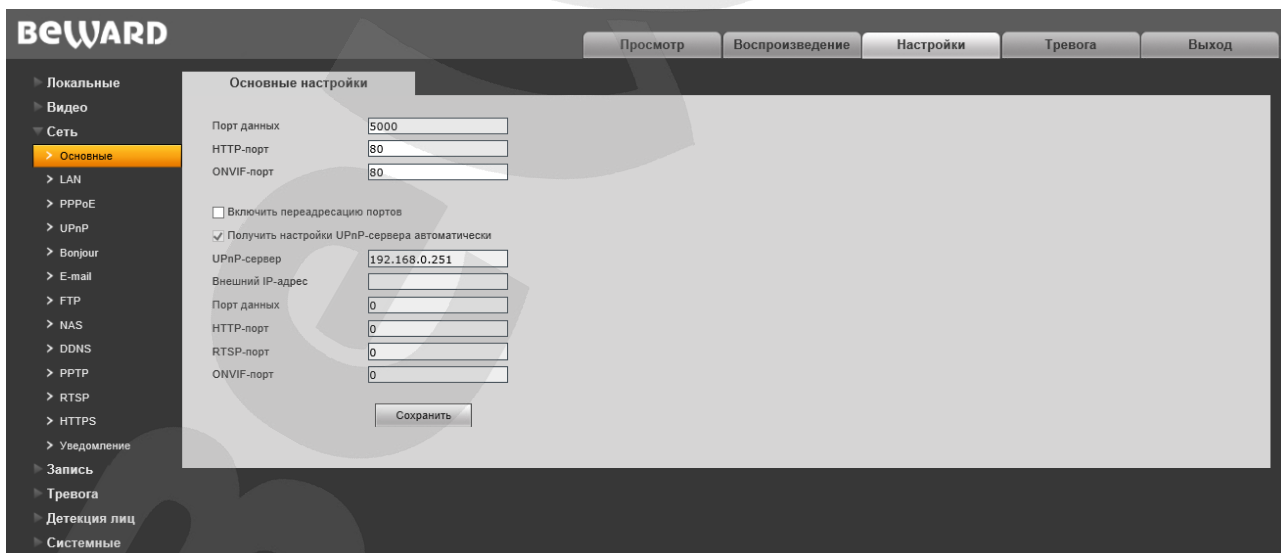 BEWARD
Просмотр
Воспроизведение
Настройки
Тревога
Выход
Локальные
Видео
Сеть
Основные
LAN
PPPoE
UPnP
Bonjour
E-mail
FTP
NAS
DDNS
PPTP
RTSP
HTTPS
Уведомление
Запись
Тревога
Детекция лиц
Системные
Основные настройки
Порт данных 5000
HTTP-порт 80
ONVIF-порт 80
Включить переадресацию портов
Получить настройки UPnP-сервера автоматически
UPnP-сервер 192.168.0.251
Внешний IP-адрес
Порт данных 0
HTTP-порт 0
RTSP-порт 0
ONVIF-порт 0
Сохранить